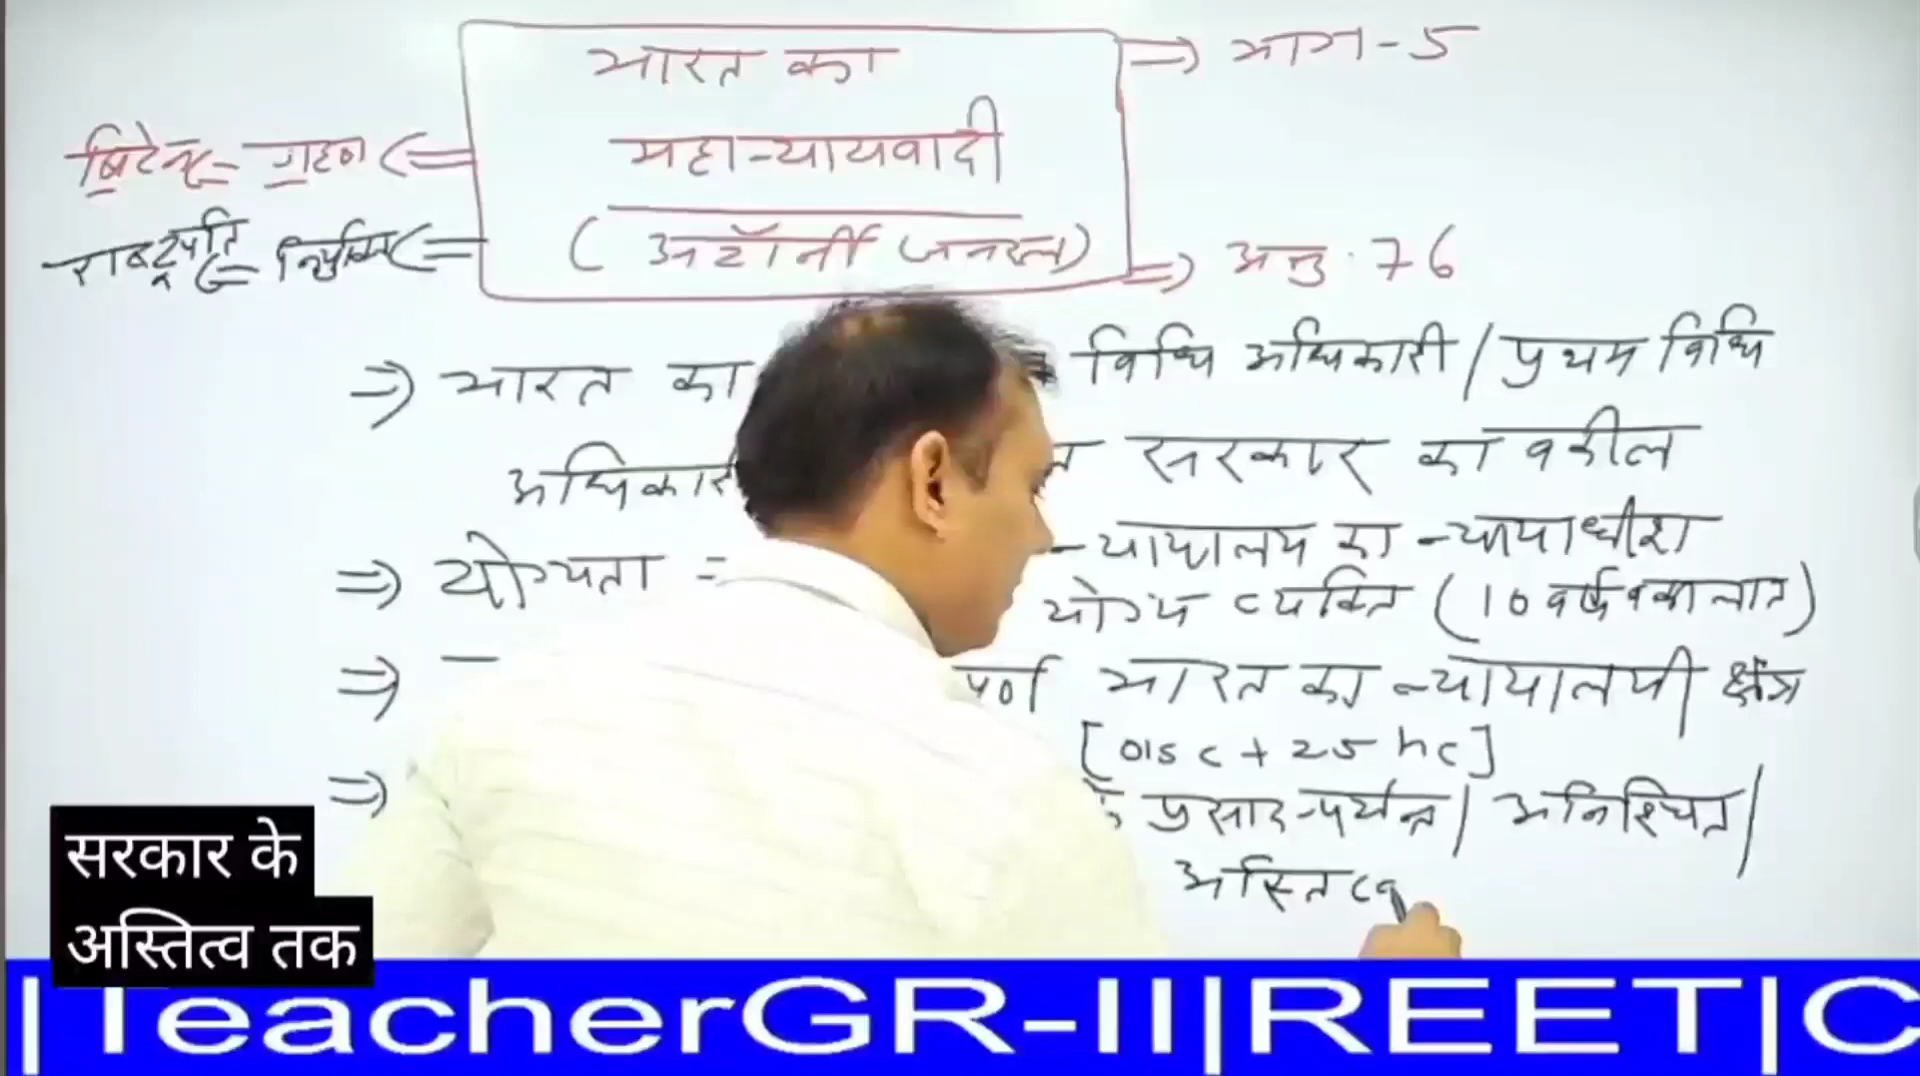 भारत का
=> भाग-5
ब्रिटेन = ग्रहण <=
महान्यायवादी
राष्ट्रपति = नियुक्ति <=
(अटॉर्नी जनरल)
=> अनु. 76
=> भारत का विधि अधिकारी / प्रथम विधि
अधिकारी सरकार का वकील
=> योग्यता = न्यायालय का न्यायाधीश
योग्य व्यक्ति (10 वर्ष वकालत)
=> भारत का न्यायालयी क्षेत्र
[01 SC + 25 HC]
=> प्रसाद-पर्यन्त / अनिश्चित /
अस्तित्व
सरकार के
अस्तित्व तक
|TeacherGR-II|REET|C